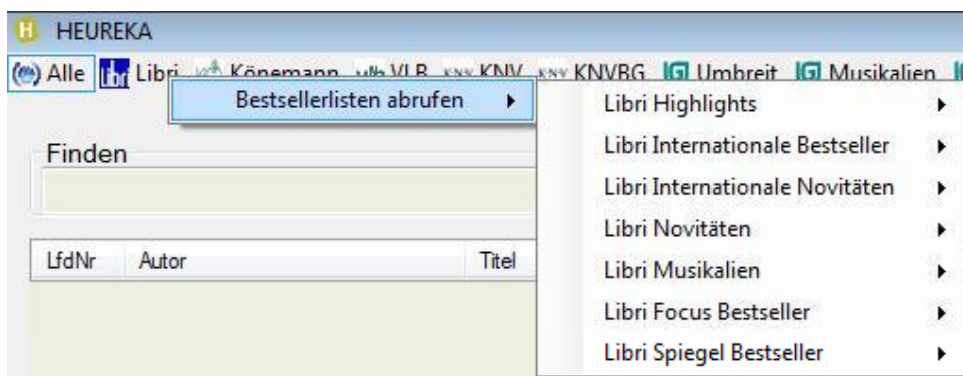 HEUREKA
Alle Libri Könemann VLB KNV KNVBG Umbreit Musikalien
Bestsellerlisten abrufen
Libri Highlights
Libri Internationale Bestseller
Libri Internationale Novitäten
Libri Novitäten
Libri Musikalien
Libri Focus Bestseller
Libri Spiegel Bestseller
Finden
LfdNr Autor Titel